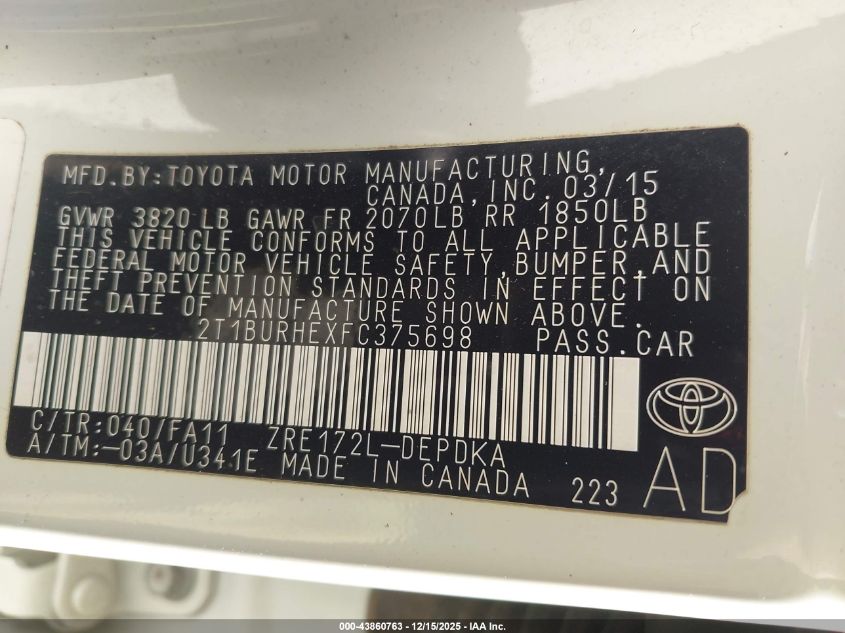 MFD.BY:TOYOTA MOTOR MANUFACTURING,
CANADA,INC. 03/15
GVWR 3820 LB GAWR FR 2070LB RR 1850LB
THIS VEHICLE CONFORMS TO ALL APPLICABLE
FEDERAL MOTOR VEHICLE SAFETY,BUMPER,AND
THEFT PREVENTION STANDARDS IN EFFECT ON
THE DATE OF MANUFACTURE SHOWN ABOVE.
2T1BURHEXFC375698 PASS.CAR
C/TR:040/FA11 ZRE172L-DEPDKA
A/TM:-03A/U341E MADE IN CANADA 223 AD
000-43860763 - 12/15/2025 - IAA Inc.